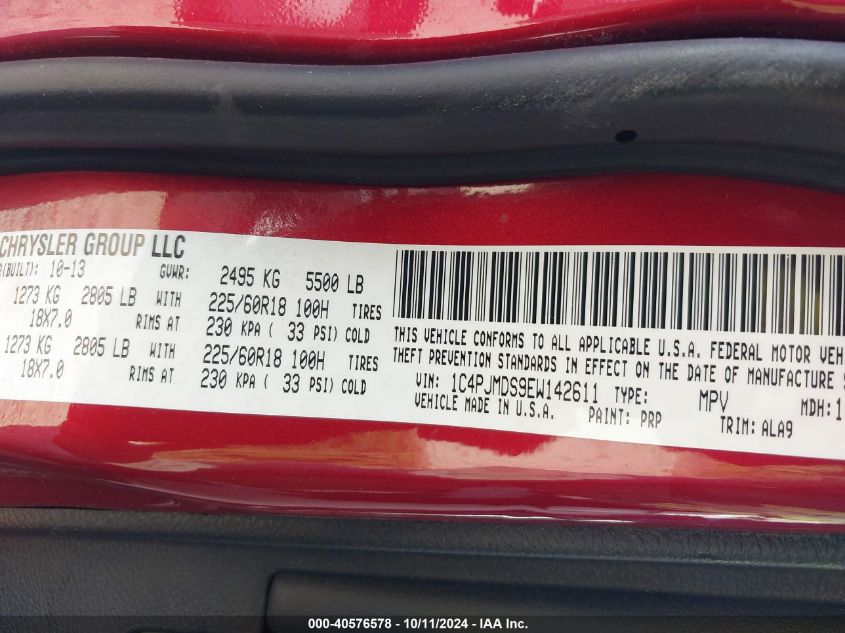 CHRYSLER GROUP LLC
(BUILT): 10-13 GVWR: 2495 KG 5500 LB
1273 KG 2805 LB WITH 225/60R18 100H TIRES
18X7.0 RIMS AT 230 KPA ( 33 PSI) COLD
1273 KG 2805 LB WITH 225/60R18 100H TIRES
18X7.0 RIMS AT 230 KPA ( 33 PSI) COLD
THIS VEHICLE CONFORMS TO ALL APPLICABLE U.S.A. FEDERAL MOTOR VEH
THEFT PREVENTION STANDARDS IN EFFECT ON THE DATE OF MANUFACTURE S
VIN: 1C4PJMDS9EW142611 TYPE: MPV MDH: 1
VEHICLE MADE IN U.S.A. PAINT: PRP TRIM: ALA9
000-40576578 - 10/11/2024 - IAA Inc.